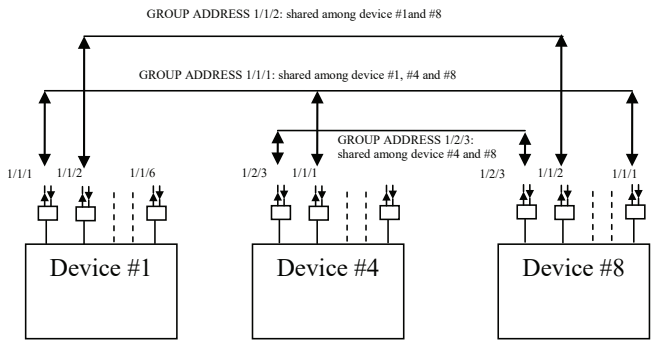 GROUP ADDRESS 1/1/2: shared among device #1and #8
GROUP ADDRESS 1/1/1: shared among device #1, #4 and #8
GROUP ADDRESS 1/2/3:
shared among device #4 and #8
1/1/1 1/1/2 1/1/6 1/2/3 1/1/1 1/2/3 1/1/2 1/1/1
Device #1 Device #4 Device #8